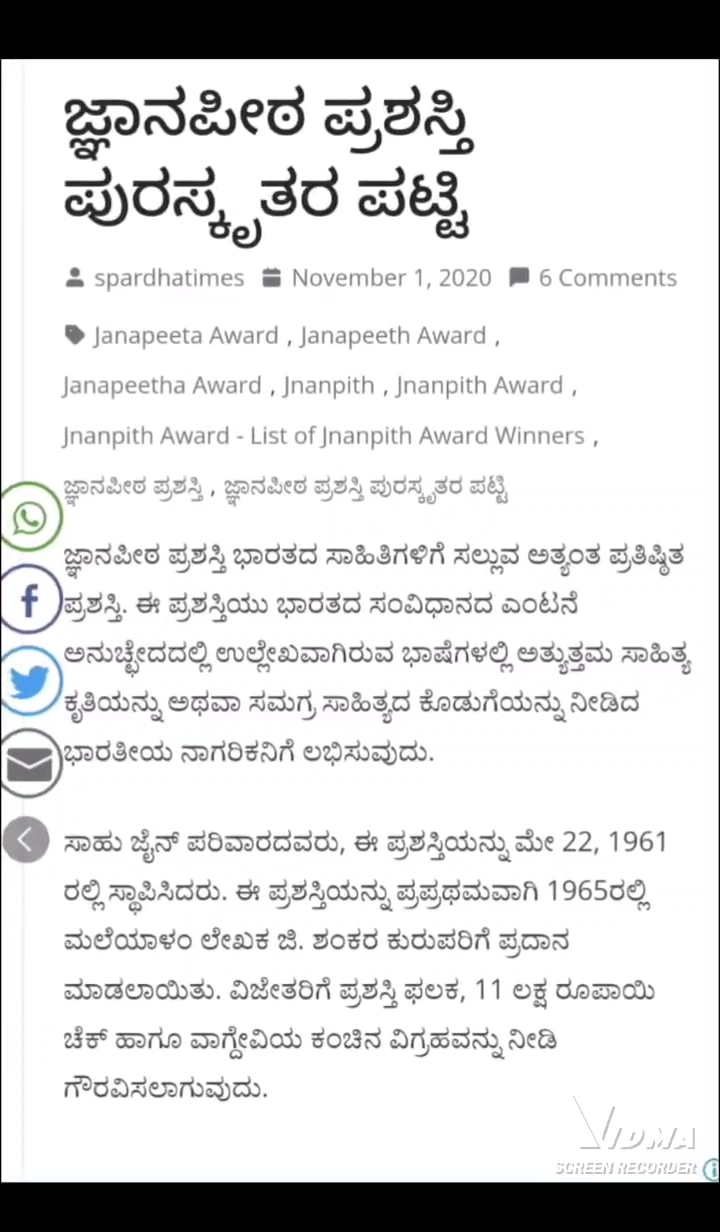 ಜ್ಞಾನಪೀಠ ಪ್ರಶಸ್ತಿ
ಪುರಸ್ಕೃತರ ಪಟ್ಟಿ
spardhatimes November 1, 2020 6 Comments
Janapeeta Award , Janapeeth Award ,
Janapeetha Award , Jnanpith , Jnanpith Award ,
Jnanpith Award - List of Jnanpith Award Winners ,
ಜ್ಞಾನಪೀಠ ಪ್ರಶಸ್ತಿ , ಜ್ಞಾನಪೀಠ ಪ್ರಶಸ್ತಿ ಪುರಸ್ಕೃತರ ಪಟ್ಟಿ
ಜ್ಞಾನಪೀಠ ಪ್ರಶಸ್ತಿ ಭಾರತದ ಸಾಹಿತಿಗಳಿಗೆ ಸಲ್ಲುವ ಅತ್ಯಂತ ಪ್ರತಿಷ್ಠಿತ
ಪ್ರಶಸ್ತಿ. ಈ ಪ್ರಶಸ್ತಿಯು ಭಾರತದ ಸಂವಿಧಾನದ ಎಂಟನೆ
ಅನುಚ್ಛೇದದಲ್ಲಿ ಉಲ್ಲೇಖವಾಗಿರುವ ಭಾಷೆಗಳಲ್ಲಿ ಅತ್ಯುತ್ತಮ ಸಾಹಿತ್ಯ
ಕೃತಿಯನ್ನು ಅಥವಾ ಸಮಗ್ರ ಸಾಹಿತ್ಯದ ಕೊಡುಗೆಯನ್ನು ನೀಡಿದ
ಭಾರತೀಯ ನಾಗರಿಕನಿಗೆ ಲಭಿಸುವುದು.
ಸಾಹು ಜೈನ್ ಪರಿವಾರದವರು, ಈ ಪ್ರಶಸ್ತಿಯನ್ನು ಮೇ 22, 1961
ರಲ್ಲಿ ಸ್ಥಾಪಿಸಿದರು. ಈ ಪ್ರಶಸ್ತಿಯನ್ನು ಪ್ರಪ್ರಥಮವಾಗಿ 1965ರಲ್ಲಿ
ಮಲೆಯಾಳಂ ಲೇಖಕ ಜಿ. ಶಂಕರ ಕುರುಪರಿಗೆ ಪ್ರದಾನ
ಮಾಡಲಾಯಿತು. ವಿಜೇತರಿಗೆ ಪ್ರಶಸ್ತಿ ಫಲಕ, 11 ಲಕ್ಷ ರೂಪಾಯಿ
ಚೆಕ್ ಹಾಗೂ ವಾಗ್ದೇವಿಯ ಕಂಚಿನ ವಿಗ್ರಹವನ್ನು ನೀಡಿ
ಗೌರವಿಸಲಾಗುವುದು.
VIDMA
SCREEN RECORDER